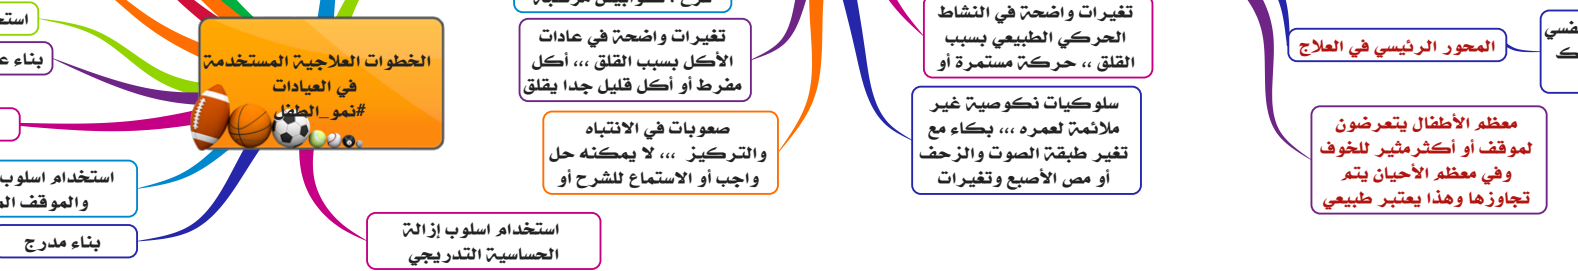 نفسي
ك
المحور الرئيسي في العلاج
معظم الأطفال يتعرضون
لموقف أو أكثر مثير للخوف
وفي معظم الأحيان يتم
تجاوزها وهذا يعتبر طبيعي
تغيرات واضحة في النشاط
الحركي الطبيعي بسبب
القلق ،، حركة مستمرة أو
سلوكيات نكوصية غير
ملائمة لعمره ،،، بكاء مع
تغير طبقة الصوت والزحف
أو مص الأصبع وتغيرات
تغيرات واضحة في عادات
الأكل بسبب القلق ،،، أكل
مفرط أو أكل قليل جدا يقلق
صعوبات في الانتباه
والتركيز ،،، لا يمكنه حل
واجب أو الاستماع للشرح أو
الخطوات العلاجية المستخدمة
في العيادات
#نمو_الطفل
استخدام اسلوب إزالة
الحساسية التدريجي
بناء
استخدام اسلوب
والموقف
بناء مدرج